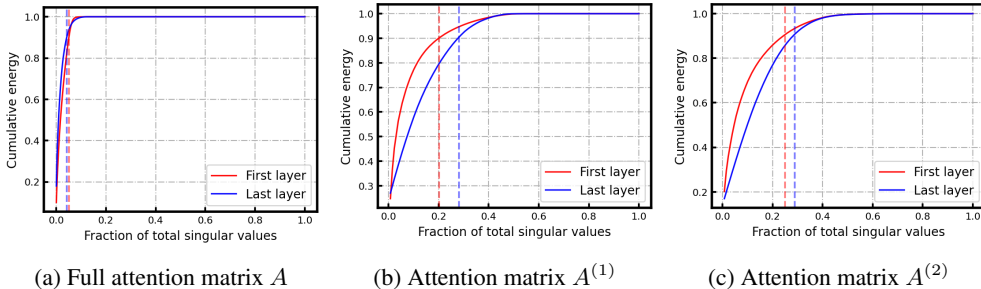 1.0
0.8
0.6
0.4
0.2
Cumulative energy
0.0 0.2 0.4 0.6 0.8 1.0
Fraction of total singular values
First layer
Last layer
(a) Full attention matrix A
1.0
0.9
0.8
0.7
0.6
0.5
0.4
0.3
Cumulative energy
0.0 0.2 0.4 0.6 0.8 1.0
Fraction of total singular values
First layer
Last layer
(b) Attention matrix A^(1)
1.0
0.8
0.6
0.4
0.2
Cumulative energy
0.0 0.2 0.4 0.6 0.8 1.0
Fraction of total singular values
First layer
Last layer
(c) Attention matrix A^(2)